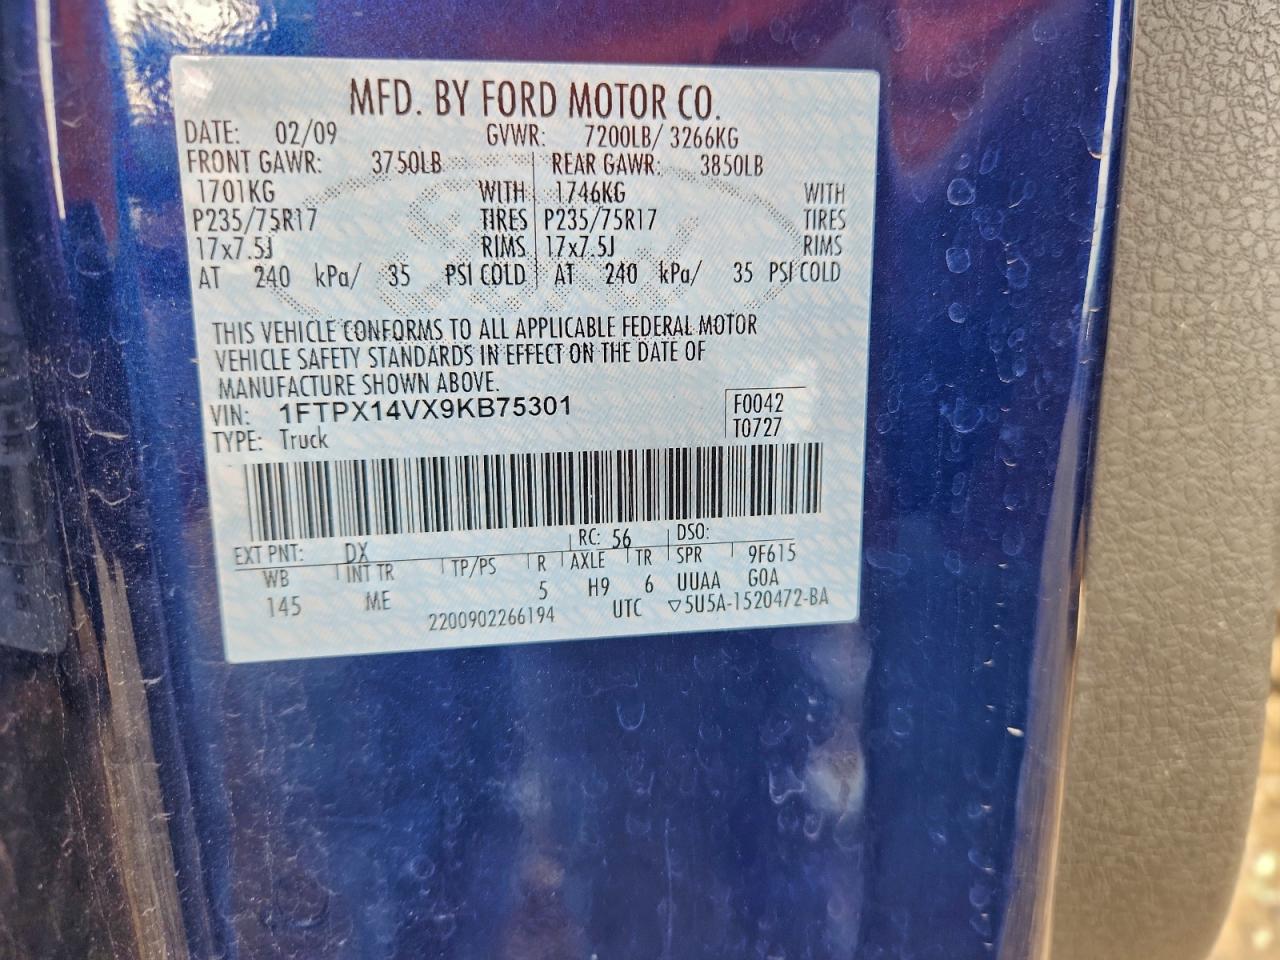 MFD. BY FORD MOTOR CO.
DATE: 02/09 GVWR: 7200LB/ 3266KG
FRONT GAWR: 3750LB REAR GAWR: 3850LB
1701KG WITH 1746KG WITH
P235/75R17 TIRES P235/75R17 TIRES
17x7.5J RIMS 17x7.5J RIMS
AT 240 kPa/ 35 PSI COLD AT 240 kPa/ 35 PSI COLD
THIS VEHICLE CONFORMS TO ALL APPLICABLE FEDERAL MOTOR
VEHICLE SAFETY STANDARDS IN EFFECT ON THE DATE OF
MANUFACTURE SHOWN ABOVE.
VIN: 1FTPX14VX9KB75301 F0042
TYPE: Truck T0727
EXT PNT: DX RC: 56 DSO:
WB INT TR TP/PS R AXLE TR SPR 9F615
145 ME 5 H9 6 UUAA GOA
2200902266194 UTC ▽5U5A-1520472-BA